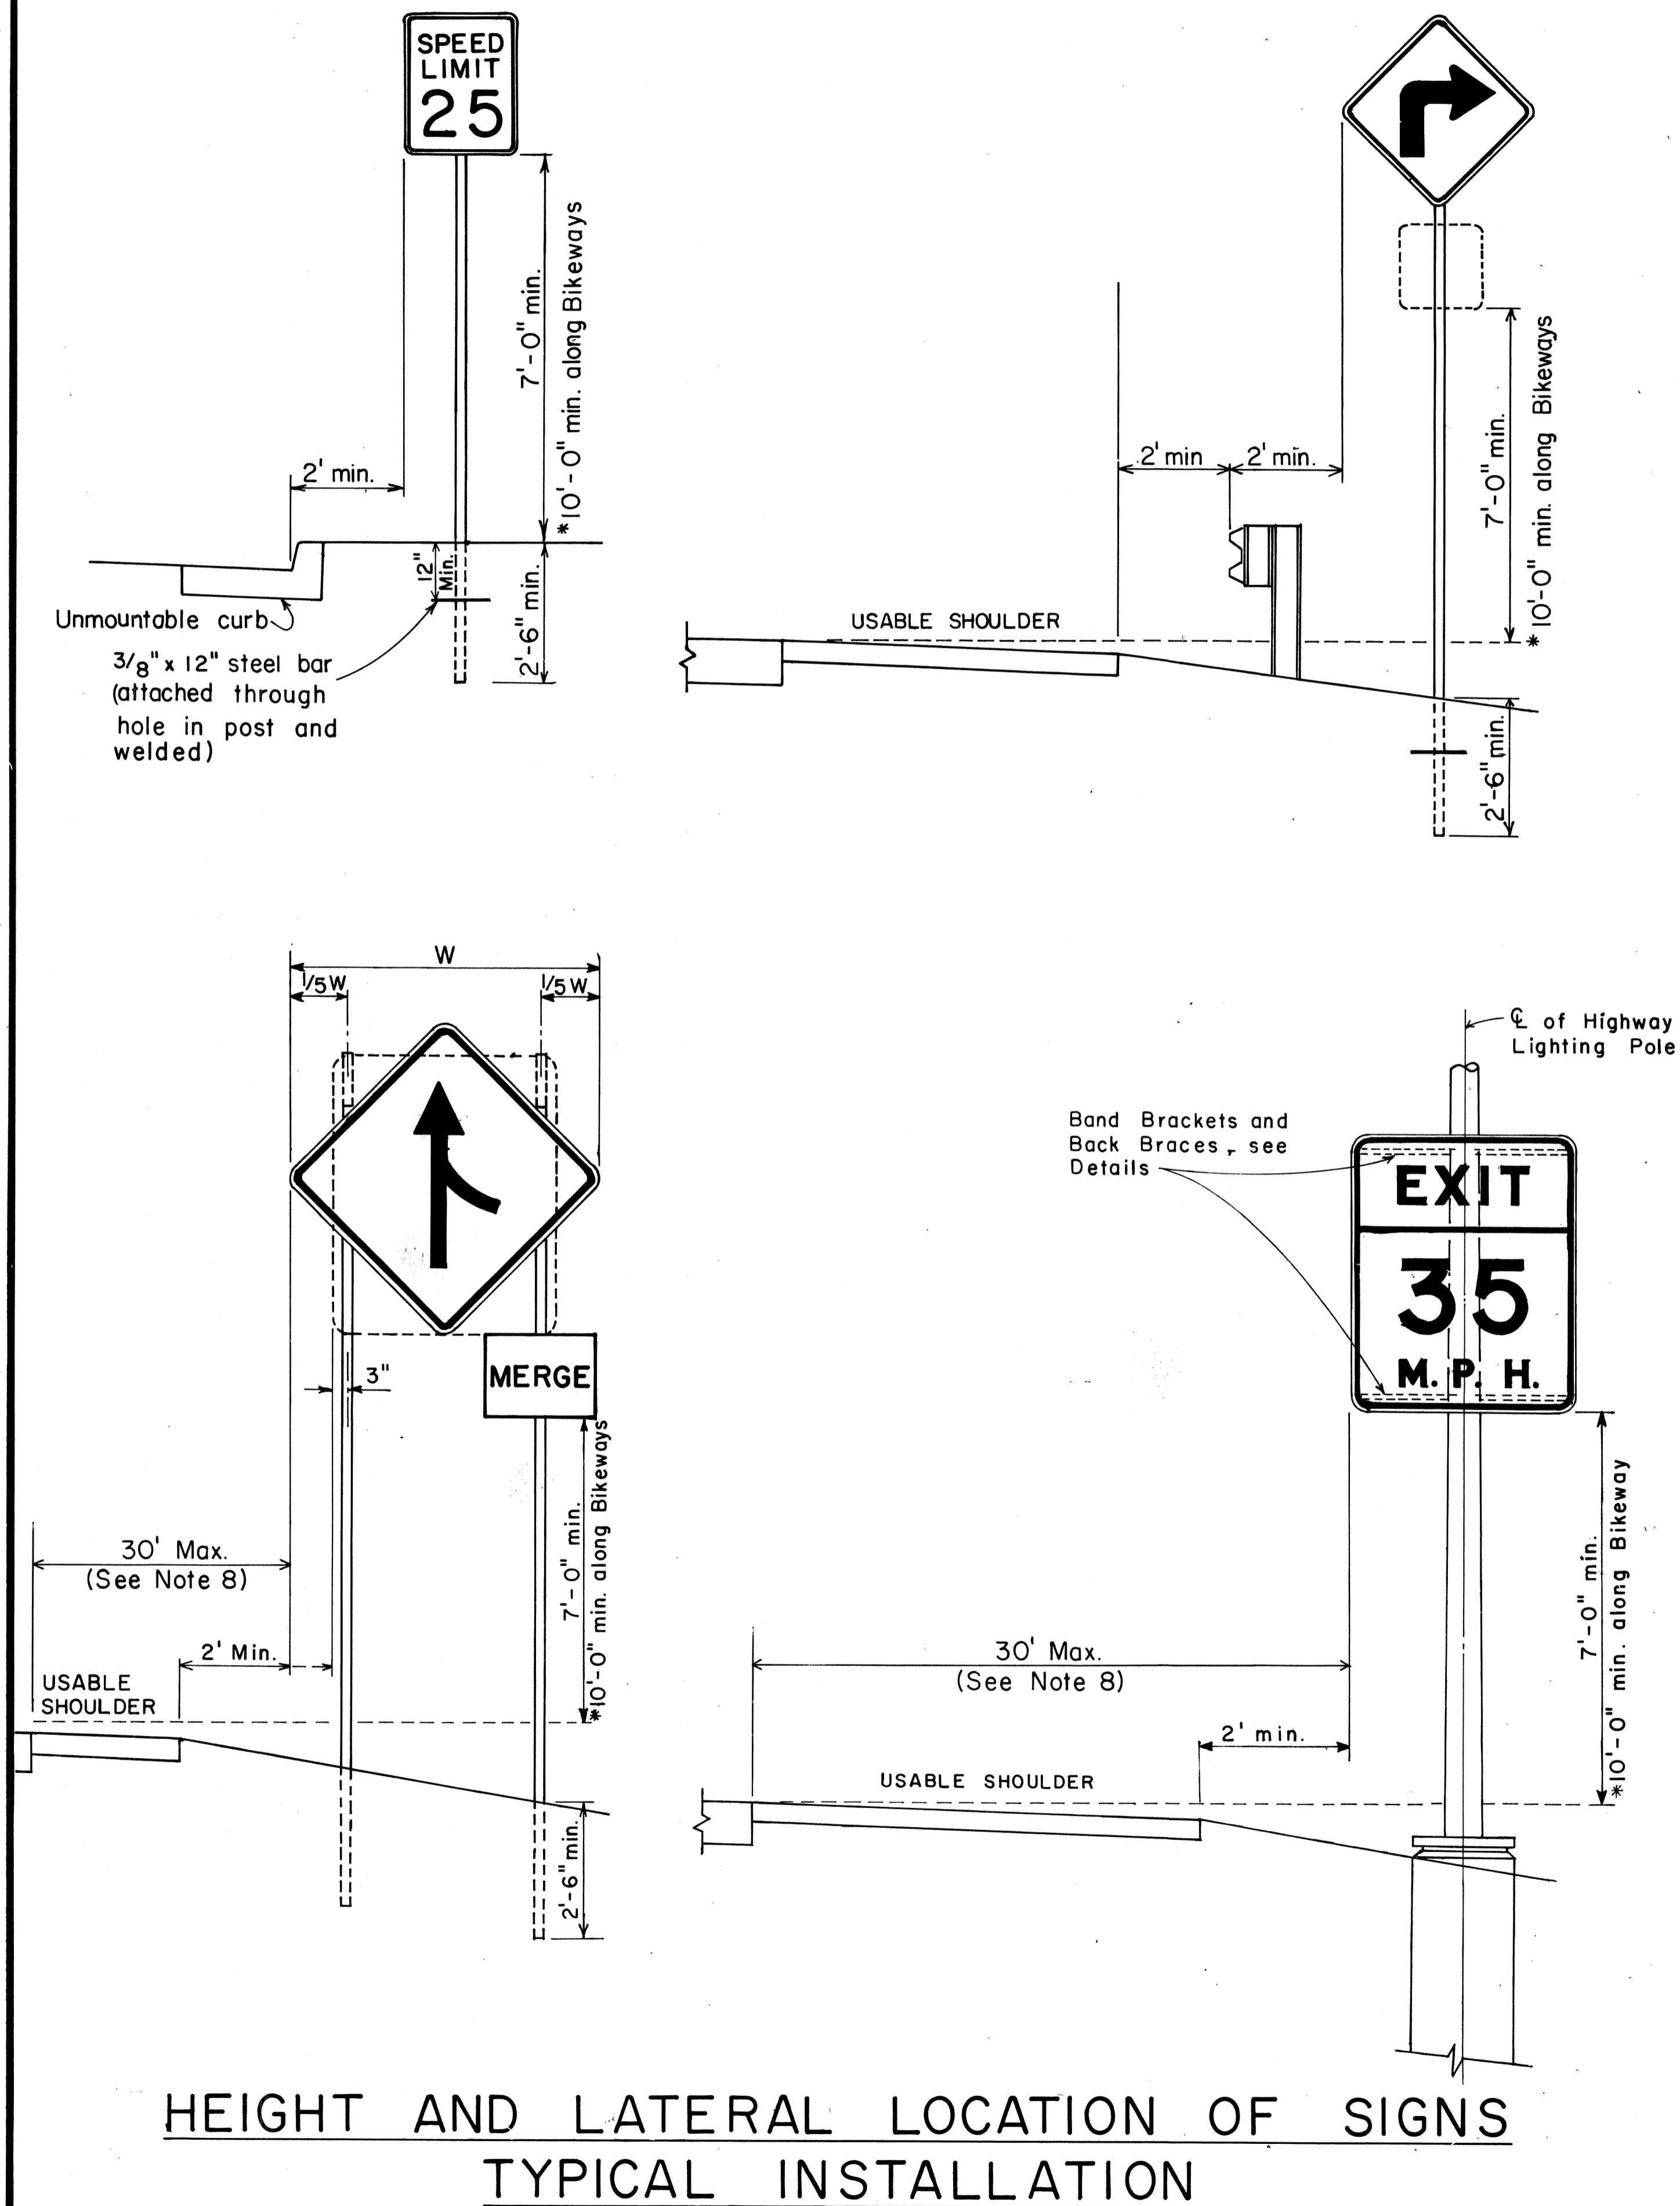 SPEED
LIMIT
25
2' min.
7'-0" min.
*10'-0" min. along Bikeways
12"
Min.
2'-6" min.
Unmountable curb
3/8" x 12" steel bar
(attached through
hole in post and
welded)
2' min
2' min.
7'-0" min.
*10'-0" min. along Bikeways
USABLE SHOULDER
2'-6" min.
W
1/5W
1/5W
MERGE
3"
30' Max.
(See Note 8)
7'-0" min.
*10'-0" min. along Bikeways
2' Min.
USABLE
SHOULDER
2'-6" min.
℄ of Highway
Lighting Pole
Band Brackets and
Back Braces, see
Details
EXIT
35
M. P. H.
7'-0" min.
*10'-0" min. along Bikeway
30' Max.
(See Note 8)
2' min.
USABLE SHOULDER
HEIGHT AND LATERAL LOCATION OF SIGNS
TYPICAL INSTALLATION